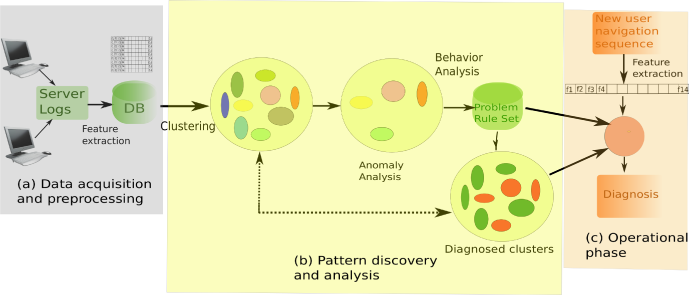 Server
Logs
DB
Feature
extraction
(a) Data acquisition
and preprocessing
Clustering
Anomaly
Analysis
Behavior
Analysis
Problem
Rule Set
Diagnosed clusters
(b) Pattern discovery
and analysis
New user
navigation
sequence
Feature
extraction
f1 f2 f3 f4 f14
Diagnosis
(c) Operational
phase